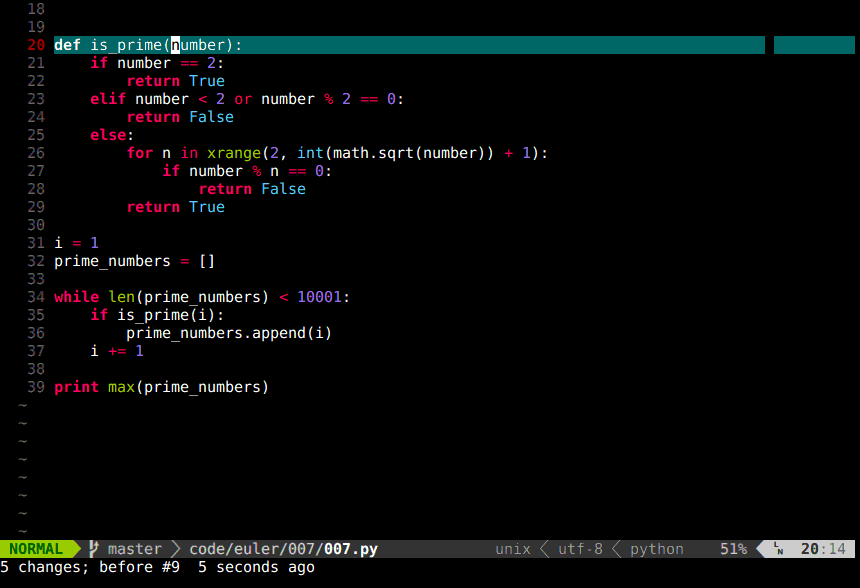 18
19
20 def is_prime(number):
21     if number == 2:
22         return True
23     elif number < 2 or number % 2 == 0:
24         return False
25     else:
26         for n in xrange(2, int(math.sqrt(number)) + 1):
27             if number % n == 0:
28                 return False
29         return True
30
31 i = 1
32 prime_numbers = []
33
34 while len(prime_numbers) < 10001:
35     if is_prime(i):
36         prime_numbers.append(i)
37     i += 1
38
39 print max(prime_numbers)
~
~
~
~
~
~
~
~
NORMAL master code/euler/007/007.py unix utf-8 python 51% LN 20:14
5 changes; before #9  5 seconds ago